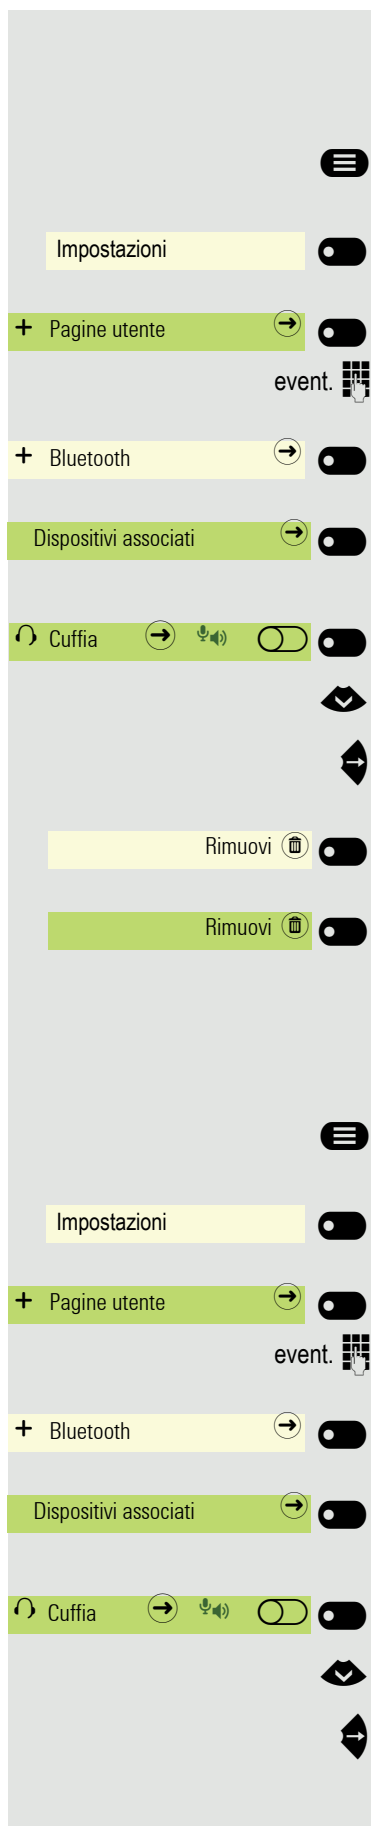 Impostazioni
Pagine utente
event.
Bluetooth
Dispositivi associati
Cuffia
Rimuovi
Rimuovi
Impostazioni
Pagine utente
event.
Bluetooth
Dispositivi associati
Cuffia